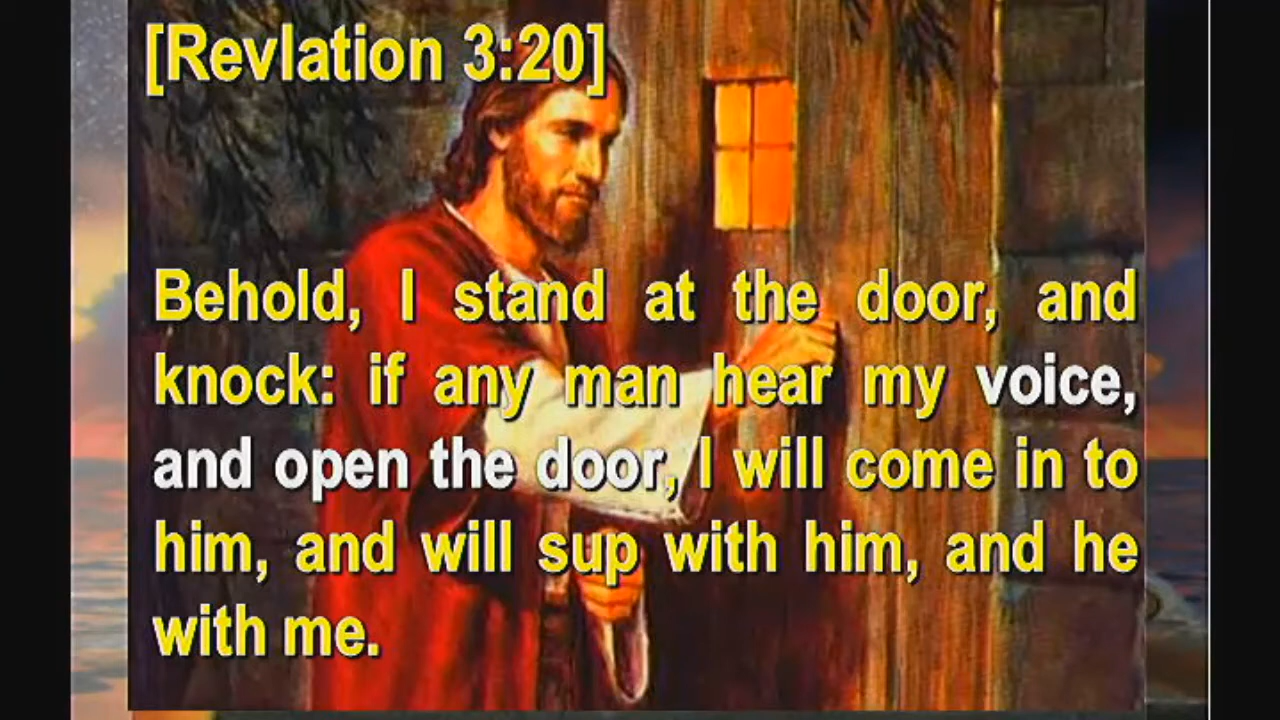 [Revlation 3:20]
Behold, I stand at the door, and
knock: if any man hear my voice,
and open the door, I will come in to
him, and will sup with him, and he
with me.